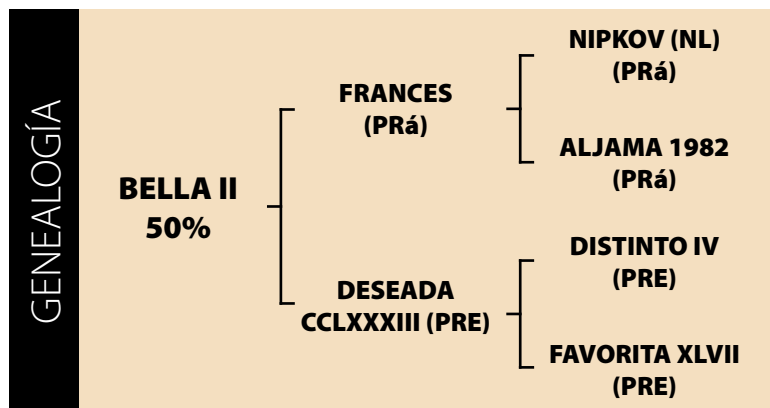 GENEALOGÍA
BELLA II
50%
FRANCES
(PRá)
DESEADA
CCLXXXIII (PRE)
NIPKOV (NL)
(PRá)
ALJAMA 1982
(PRá)
DISTINTO IV
(PRE)
FAVORITA XLVII
(PRE)